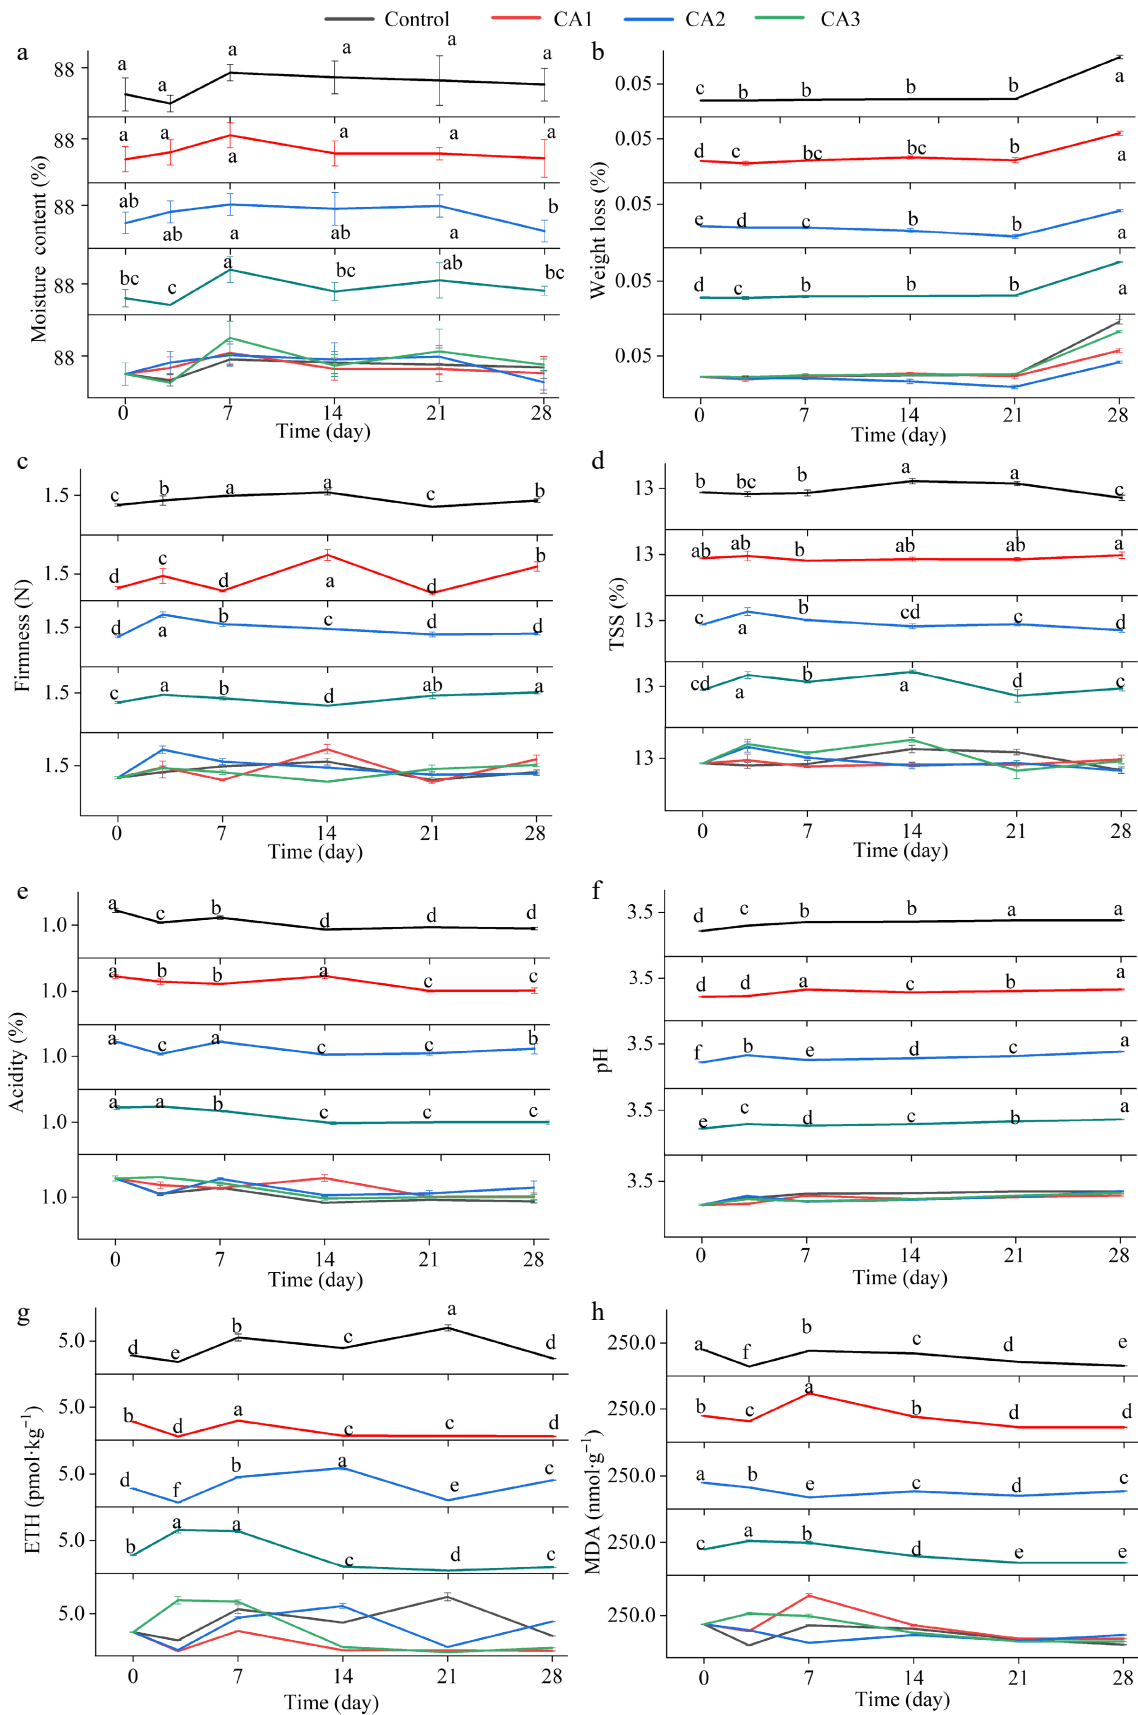 Control CA1 CA2 CA3
a
Moisture content (%)
88
a a a a a a
88
a a a a a a
88
ab ab a ab a b
88
bc c a bc ab bc
88
0 7 14 21 28
Time (day)
b
Weight loss (%)
0.05
c b b b b a
0.05
d c bc bc b a
0.05
e d c b b a
0.05
d c b b b a
0.05
0 7 14 21 28
Time (day)
c
Firmness (N)
1.5
c b a a c b
1.5
d c d a d b
1.5
d a b c d d
1.5
c a b d ab a
1.5
0 7 14 21 28
Time (day)
d
TSS (%)
13
b bc b a a c
13
ab ab b ab ab a
13
c a b cd c d
13
cd a b a d c
13
0 7 14 21 28
Time (day)
e
Acidity (%)
1.0
a c b d d d
1.0
a b b a c c
1.0
a c a c c b
1.0
a a b c c c
1.0
0 7 14 21 28
Time (day)
f
pH
3.5
d c b b a a
3.5
d d a c b a
3.5
f b e d c a
3.5
e c d c b a
3.5
0 7 14 21 28
Time (day)
g
ETH (pmol·kg⁻¹)
5.0
d e b c a d
5.0
b d a c c d
5.0
d f b a e c
5.0
b a a c d c
5.0
0 7 14 21 28
Time (day)
h
MDA (nmol·g⁻¹)
250.0
a f b c d e
250.0
b c a b d d
250.0
a b e c d c
250.0
c a b d e e
250.0
0 7 14 21 28
Time (day)